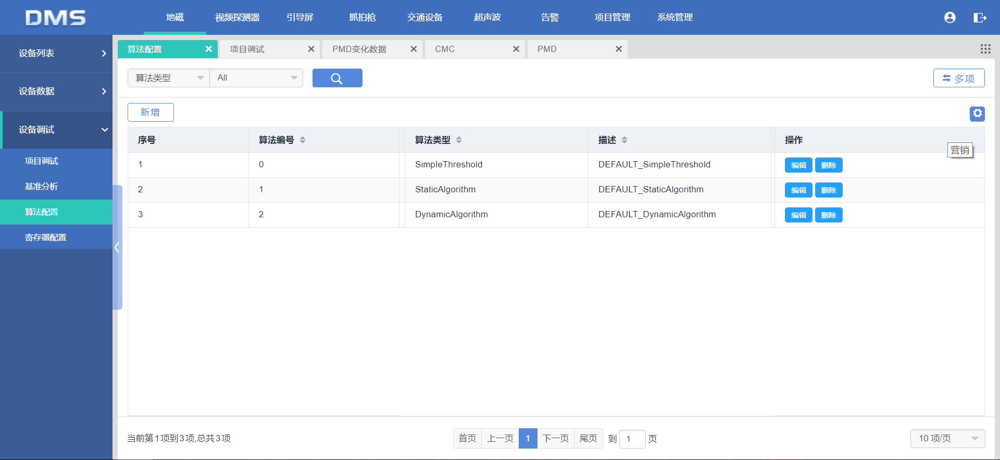 DMS 地磁 视频探测器 引导屏 抓拍枪 交通设备 超声波 告警 项目管理 系统管理
设备列表
设备数据
设备调试
项目调试
基准分析
算法配置
寄存器配置
算法配置 项目调试 PMD变化数据 CMC PMD
算法类型 All 多项
新增
序号 算法编号 算法类型 描述 操作
营销
1 0 SimpleThreshold DEFAULT_SimpleThreshold 编辑 删除
2 1 StaticAlgorithm DEFAULT_StaticAlgorithm 编辑 删除
3 2 DynamicAlgorithm DEFAULT_DynamicAlgorithm 编辑 删除
当前第1项到3项,总共3项 首页 上一页 1 下一页 尾页 到 1 页 10 项/页